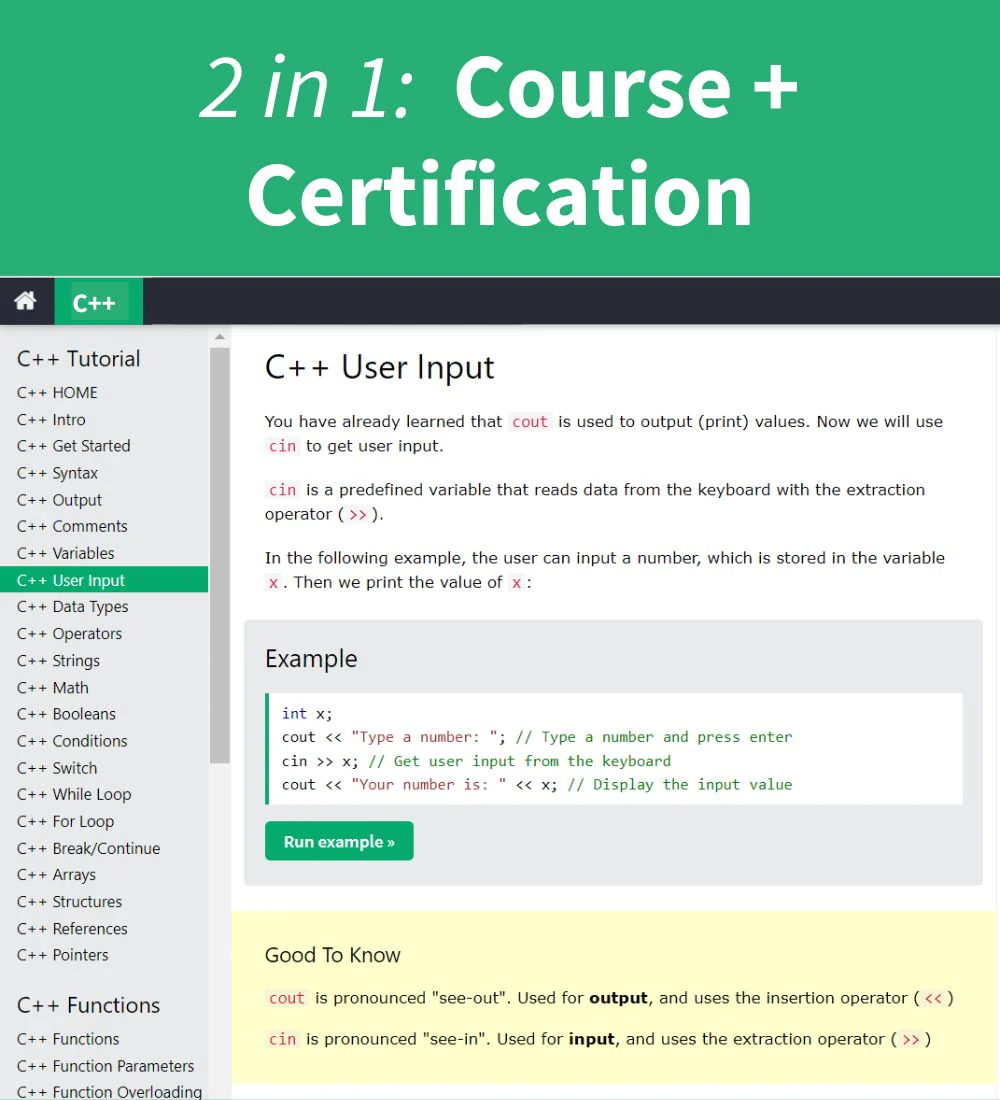 2 in 1: Course +
Certification
C++
C++ Tutorial
C++ HOME
C++ Intro
C++ Get Started
C++ Syntax
C++ Output
C++ Comments
C++ Variables
C++ User Input
C++ Data Types
C++ Operators
C++ Strings
C++ Math
C++ Booleans
C++ Conditions
C++ Switch
C++ While Loop
C++ For Loop
C++ Break/Continue
C++ Arrays
C++ Structures
C++ References
C++ Pointers
C++ Functions
C++ Functions
C++ Function Parameters
C++ Function Overloading
C++ User Input
You have already learned that cout is used to output (print) values. Now we will use
cin to get user input.
cin is a predefined variable that reads data from the keyboard with the extraction
operator (>>).
In the following example, the user can input a number, which is stored in the variable
x. Then we print the value of x:
Example
int x;
cout << "Type a number: "; // Type a number and press enter
cin >> x; // Get user input from the keyboard
cout << "Your number is: " << x; // Display the input value
Run example »
Good To Know
cout is pronounced "see-out". Used for output, and uses the insertion operator (<<)
cin is pronounced "see-in". Used for input, and uses the extraction operator (>>)